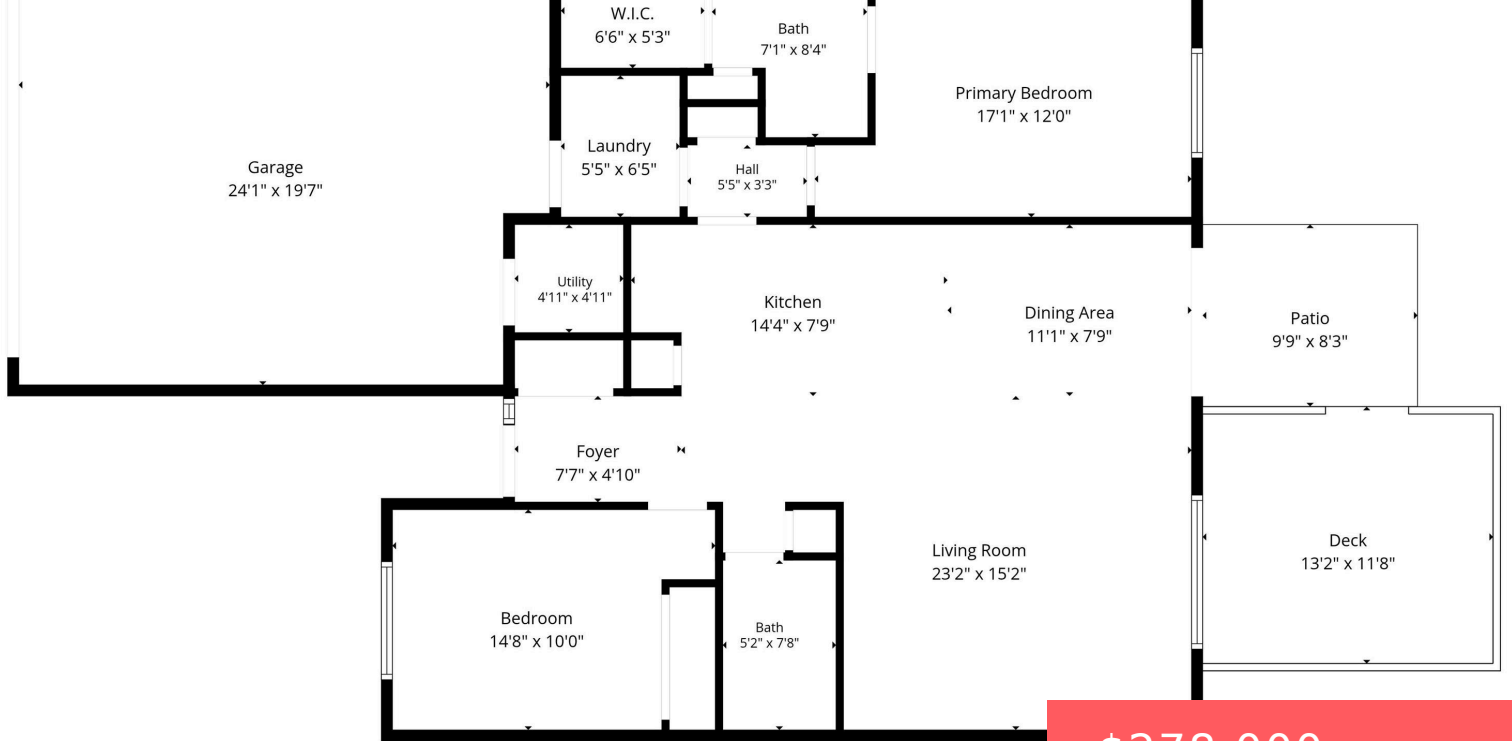 W.I.C.
6'6" x 5'3"
Bath
7'1" x 8'4"
Primary Bedroom
17'1" x 12'0"
Garage
24'1" x 19'7"
Laundry
5'5" x 6'5"
Hall
5'5" x 3'3"
Utility
4'11" x 4'11"
Kitchen
14'4" x 7'9"
Dining Area
11'1" x 7'9"
Patio
9'9" x 8'3"
Foyer
7'7" x 4'10"
Living Room
23'2" x 15'2"
Deck
13'2" x 11'8"
Bedroom
14'8" x 10'0"
Bath
5'2" x 7'8"